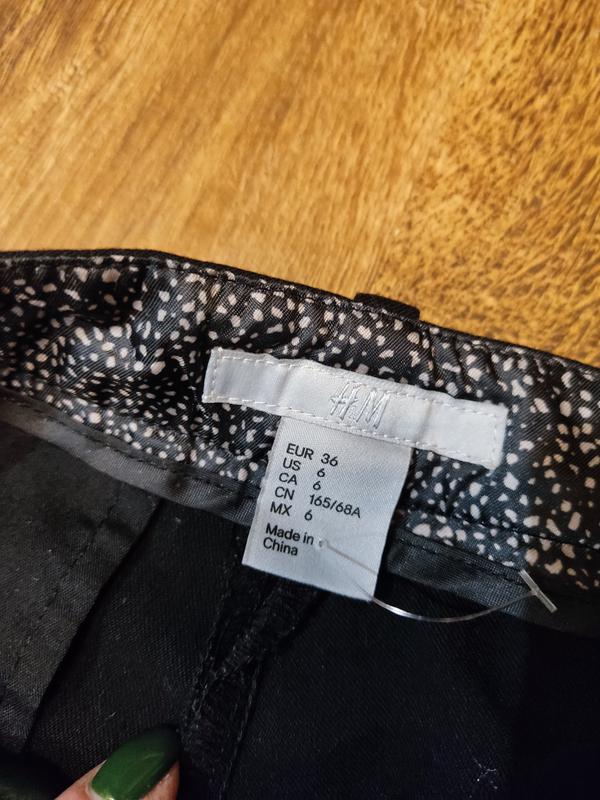 H&M
EUR 36
US 6
CA 6
CN 165/68A
MX 6
Made in
China